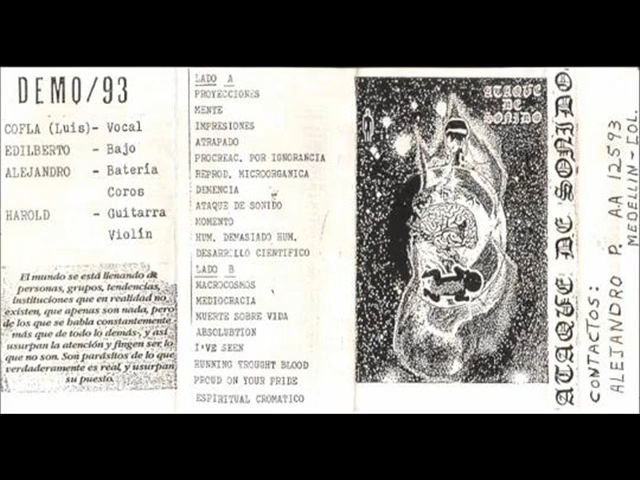 DEMO/93
COFLA (Luis)- Vocal
EDILBERTO - Bajo
ALEJANDRO - Batería
Coros
HAROLD - Guitarra
Violín
El mundo se está llenando de
personas, grupos, tendencias,
instituciones que en realidad no
existen, que apenas son nada, pero
de los que se habla constantemente
más que de todo lo demás-, y así
usurpan la atención y fingen ser lo
que no son. Son parásitos de lo que
verdaderamente es real, y usurpan
su puesto.
LADO A
PROYECCIONES
MENTE
IMPRESIONES
ATRAPADO
PROCREAC. POR IGNORANCIA
REPROD. MICROORGANICA
DENENCIA
ATAQUE DE SONIDO
MOMENTO
HUM. DEMASIADO HUM.
DESARROLLO CIENTIFICO
LADO B
MACROCOSMOS
MEDIOCRACIA
MUERTE SOBRE VIDA
ABSOLUBTION
I'VE SEEN
RUNNING TROUGHT BLOOD
PROUD ON YOUR PRIDE
ESPIRITUAL CROMATICO
ATAQUE
DE
SONIDO
ATAQUE DE SONIDO
CONTACTOS:
ALEJANDRO P. AA 12593
MEDELLIN-COL.